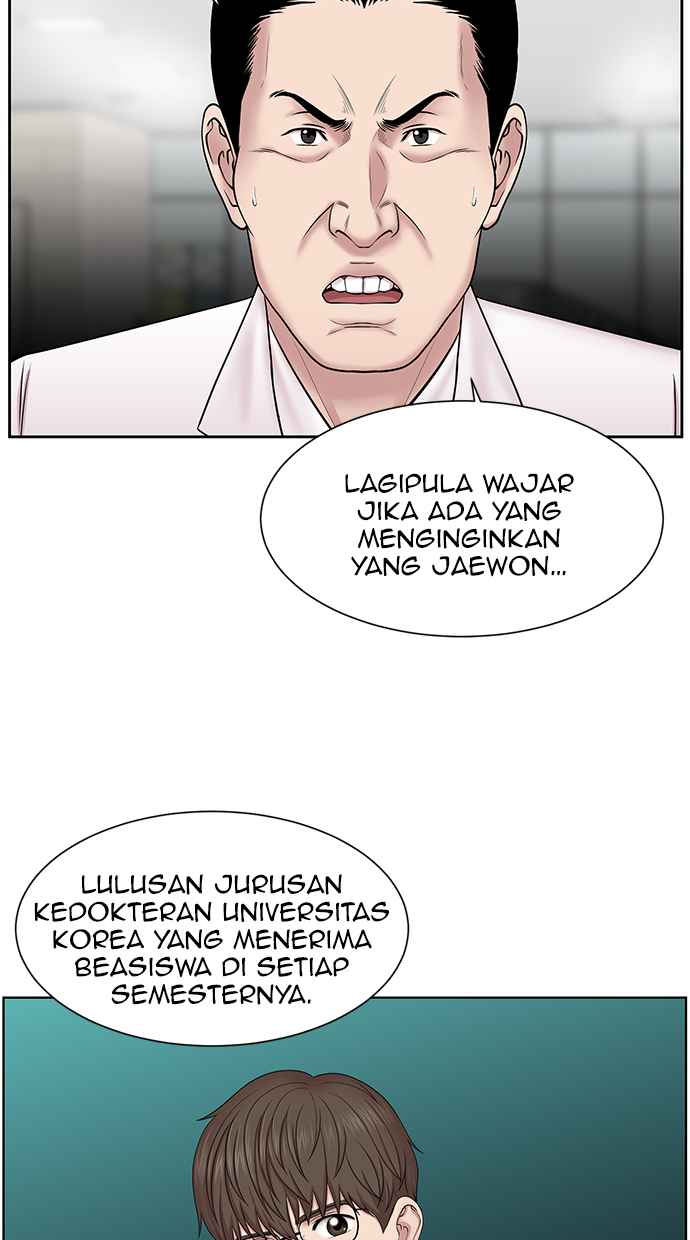 LAGIPULA WAJAR
JIKA ADA YANG
MENGINGINKAN
YANG JAEWON...
LULUSAN JURUSAN
KEDOKTERAN UNIVERSITAS
KOREA YANG MENERIMA
BEASISWA DI SETIAP
SEMESTERNYA.